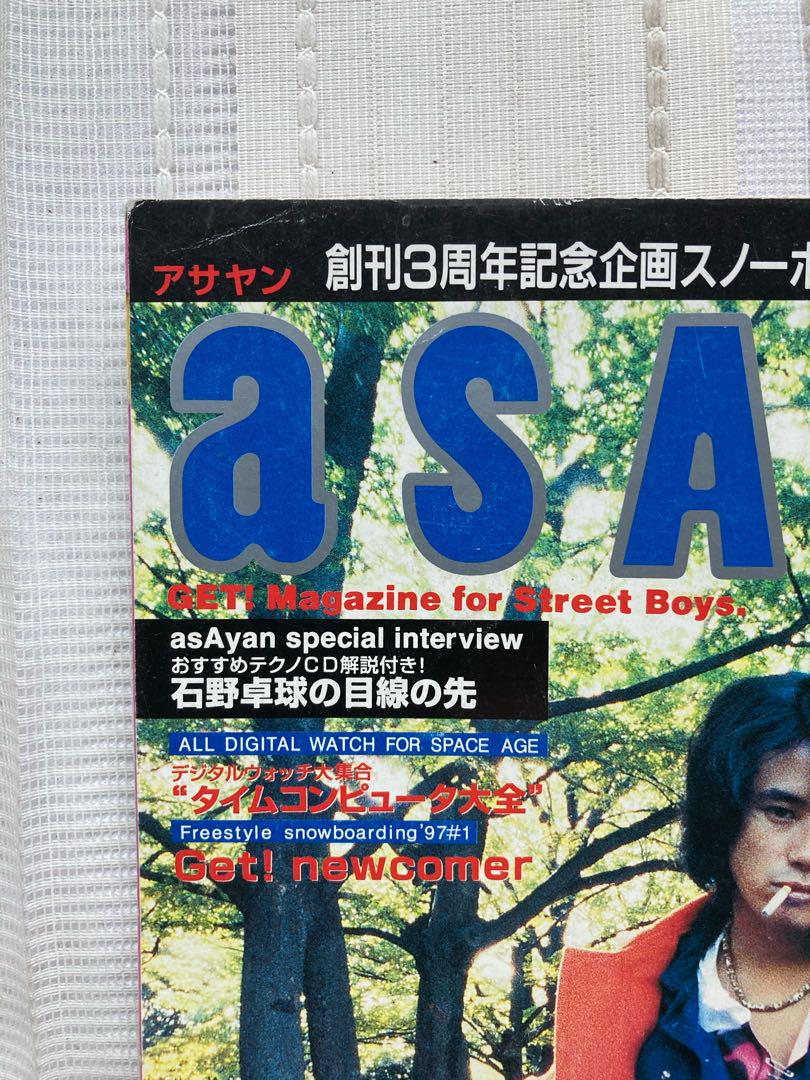 アサヤン 創刊3周年記念企画スノーボ
asA
GET! Magazine for Street Boys.
asAyan special interview
おすすめテクノCD解説付き!
石野卓球の目線の先
ALL DIGITAL WATCH FOR SPACE AGE
デジタルウォッチ大集合
“タイムコンピュータ大全”
Freestyle snowboarding'97#1
Get! newcomer